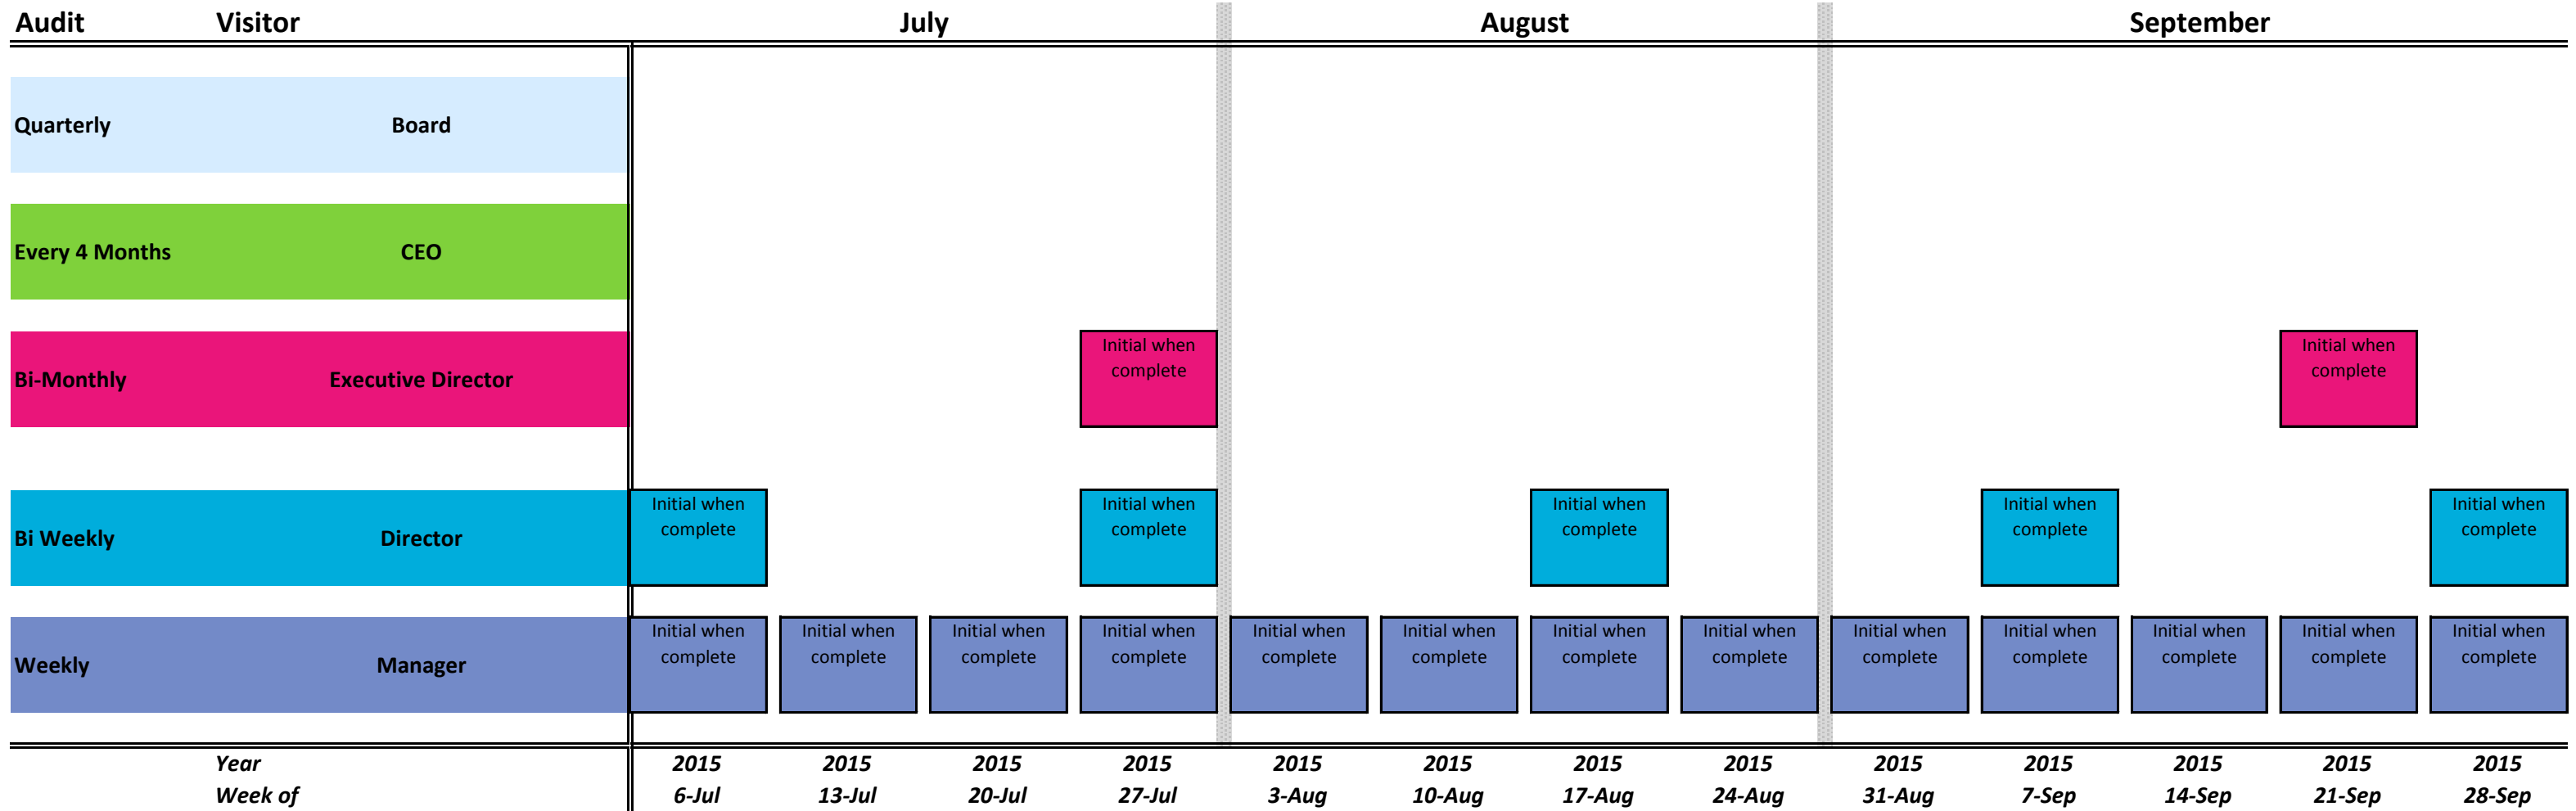 Audit Visitor July August September
Quarterly Board
Every 4 Months CEO
Initial when Initial when
Bi-Monthly Executive Director complete complete
Initial when Initial when Initial when Initial when Initial when
Bi Weekly Director complete complete complete complete complete
Initial when Initial when Initial when Initial when Initial when Initial when Initial when Initial when Initial when Initial when Initial when Initial when Initial when
Weekly Manager complete complete complete complete complete complete complete complete complete complete complete complete complete
Year 2015 2015 2015 2015 2015 2015 2015 2015 2015 2015 2015 2015 2015
Week of 6-Jul 13-Jul 20-Jul 27-Jul 3-Aug 10-Aug 17-Aug 24-Aug 31-Aug 7-Sep 14-Sep 21-Sep 28-Sep